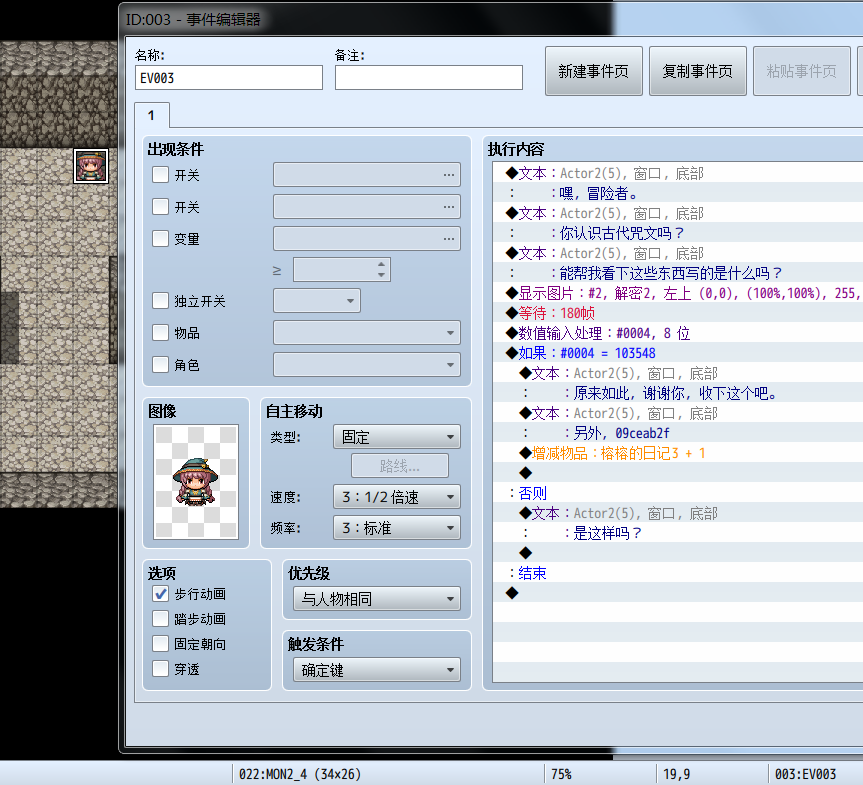 ID:003 - 事件编辑器
名称:
备注:
EV003
新建事件页
复制事件页
粘贴事件页
1
出现条件
开关
...
开关
...
变量
...
≥
独立开关
物品
角色
图像
自主移动
类型:
固定
路线...
速度:
3：1/2 倍速
频率:
3：标准
选项
步行动画
踏步动画
固定朝向
穿透
优先级
与人物相同
触发条件
确定键
执行内容
◆文本：Actor2(5), 窗口, 底部
：　　：嘿, 冒险者。
◆文本：Actor2(5), 窗口, 底部
：　　：你认识古代咒文吗？
◆文本：Actor2(5), 窗口, 底部
：　　：能帮我看下这些东西写的是什么吗？
◆显示图片：#2, 解密2, 左上 (0,0), (100%,100%), 255,
◆等待：180帧
◆数值输入处理：#0004, 8 位
◆如果：#0004 = 103548
◆文本：Actor2(5), 窗口, 底部
：　　：原来如此, 谢谢你, 收下这个吧。
◆文本：Actor2(5), 窗口, 底部
：　　：另外, 09ceab2f
◆增减物品：榕榕的日记3 + 1
◆
：否则
◆文本：Actor2(5), 窗口, 底部
：　　：是这样吗？
◆
：结束
◆
022:MON2_4 (34×26)
75%
19,9
003:EV003